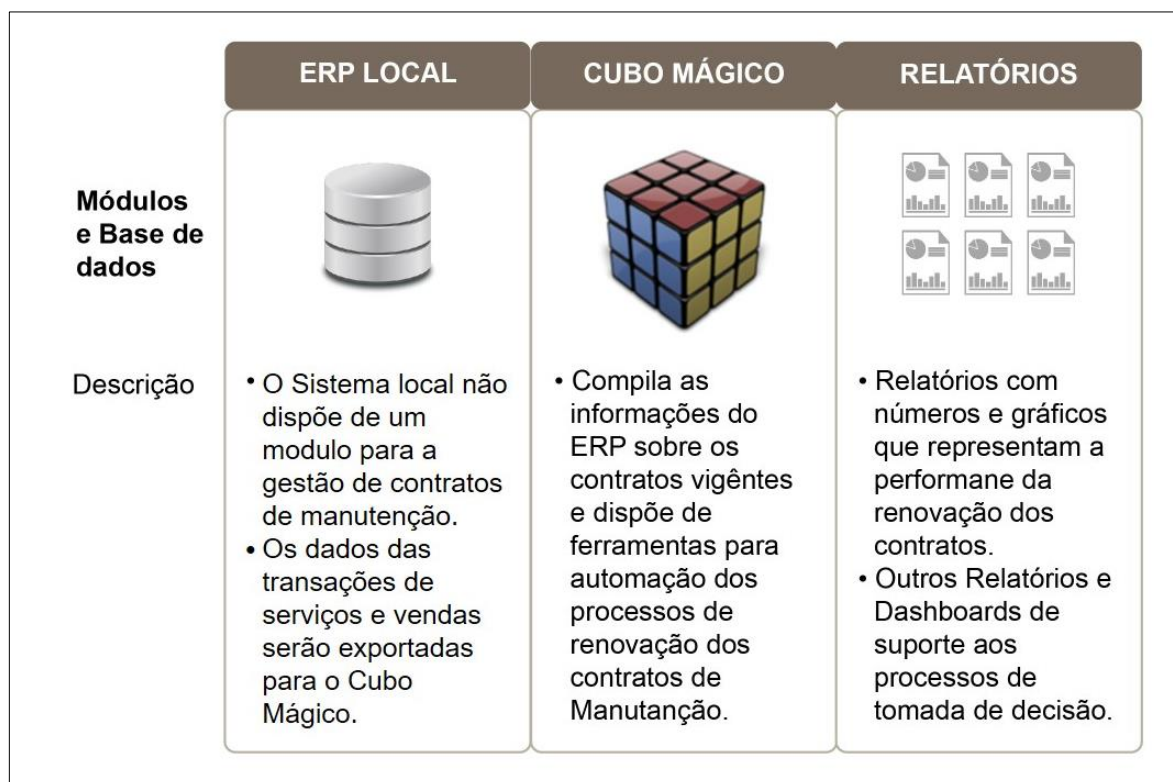 ERP LOCAL
CUBO MÁGICO
RELATÓRIOS
Módulos
e Base de
dados
Descrição
• O Sistema local não
dispõe de um
modulo para a
gestão de contratos
de manutenção.
• Os dados das
transações de
serviços e vendas
serão exportadas
para o Cubo
Mágico.
• Compila as
informações do
ERP sobre os
contratos vigêntes
e dispõe de
ferramentas para
automação dos
processos de
renovação dos
contratos de
Manutanção.
• Relatórios com
números e gráficos
que representam a
performane da
renovação dos
contratos.
• Outros Relatórios e
Dashboards de
suporte aos
processos de
tomada de decisão.